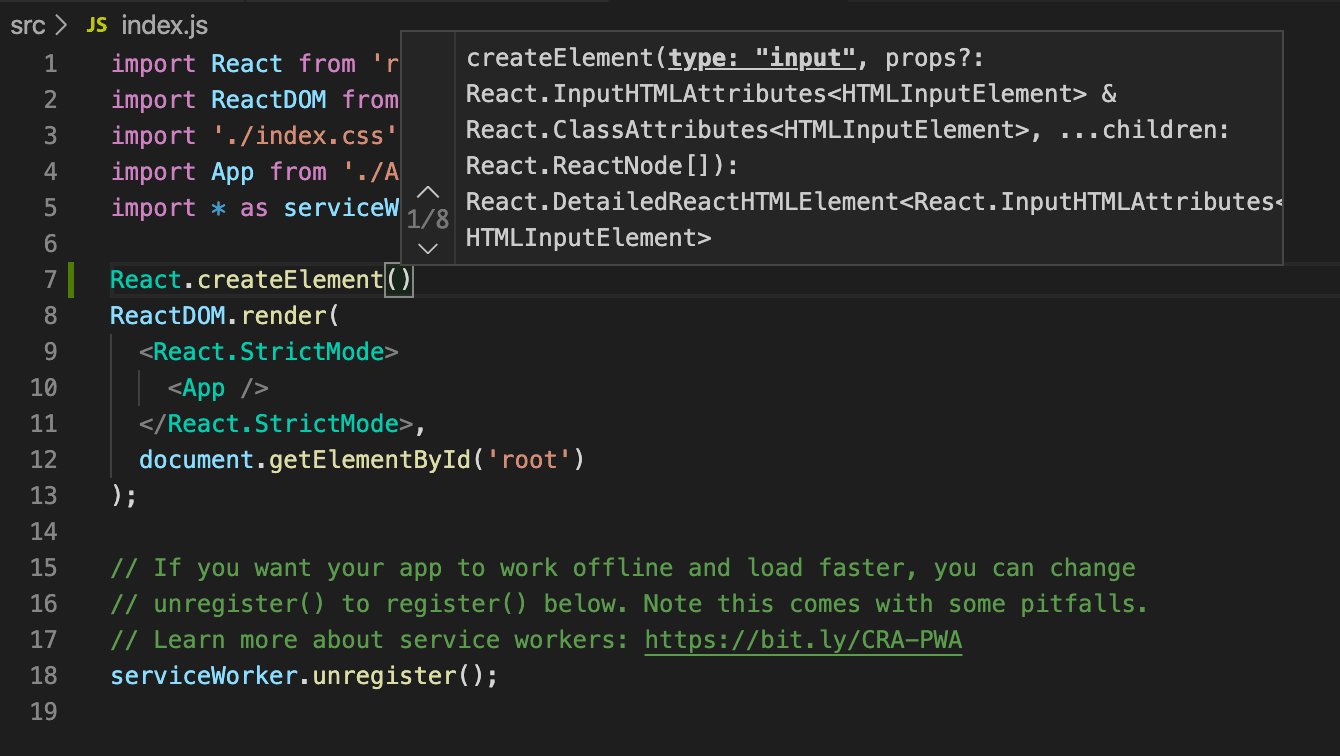 src > JS index.js
1 import React from 'r
2 import ReactDOM from
3 import './index.css'
4 import App from './A
5 import * as serviceW
6
createElement(type: "input", props?:
React.InputHTMLAttributes<HTMLInputElement> &
React.ClassAttributes<HTMLInputElement>, ...children:
React.ReactNode[]):
1/8
React.DetailedReactHTMLElement<React.InputHTMLAttributes<
HTMLInputElement>
7 React.createElement()
8 ReactDOM.render(
9 <React.StrictMode>
10 <App />
11 </React.StrictMode>,
12 document.getElementById('root')
13 );
14
15 // If you want your app to work offline and load faster, you can change
16 // unregister() to register() below. Note this comes with some pitfalls.
17 // Learn more about service workers: https://bit.ly/CRA-PWA
18 serviceWorker.unregister();
19